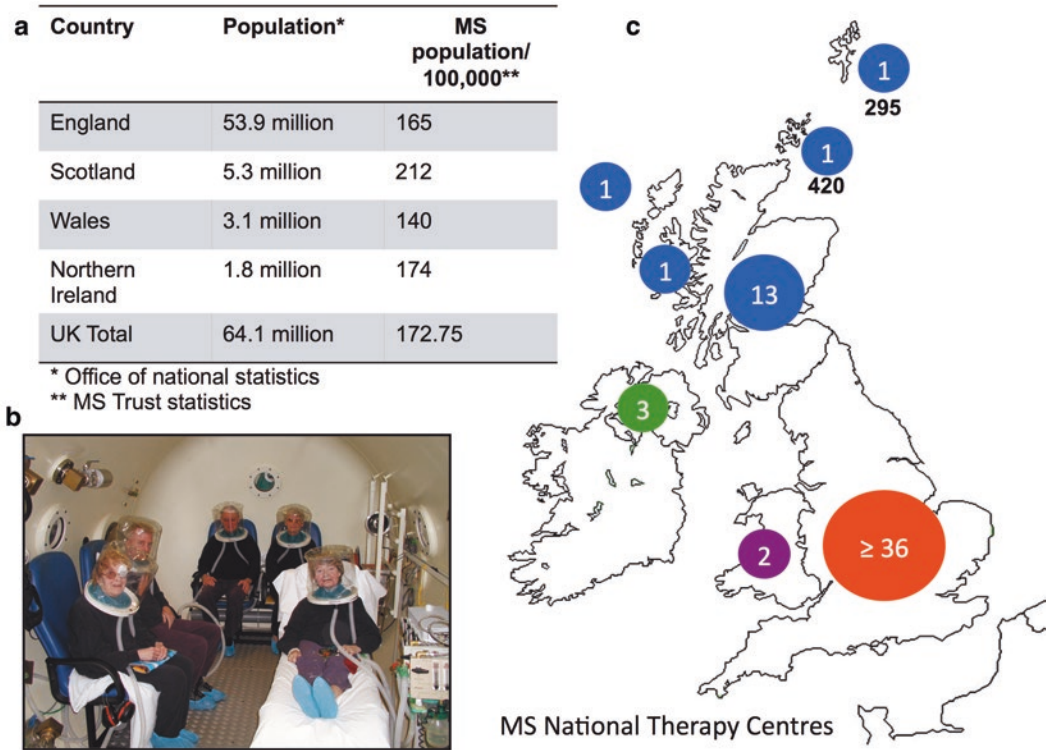 a
Country Population* MS
population/
100,000**
England 53.9 million 165
Scotland 5.3 million 212
Wales 3.1 million 140
Northern
Ireland 1.8 million 174
UK Total 64.1 million 172.75
* Office of national statistics
** MS Trust statistics
b
c
1
295
1
420
1
1
13
3
2
≥ 36
MS National Therapy Centres